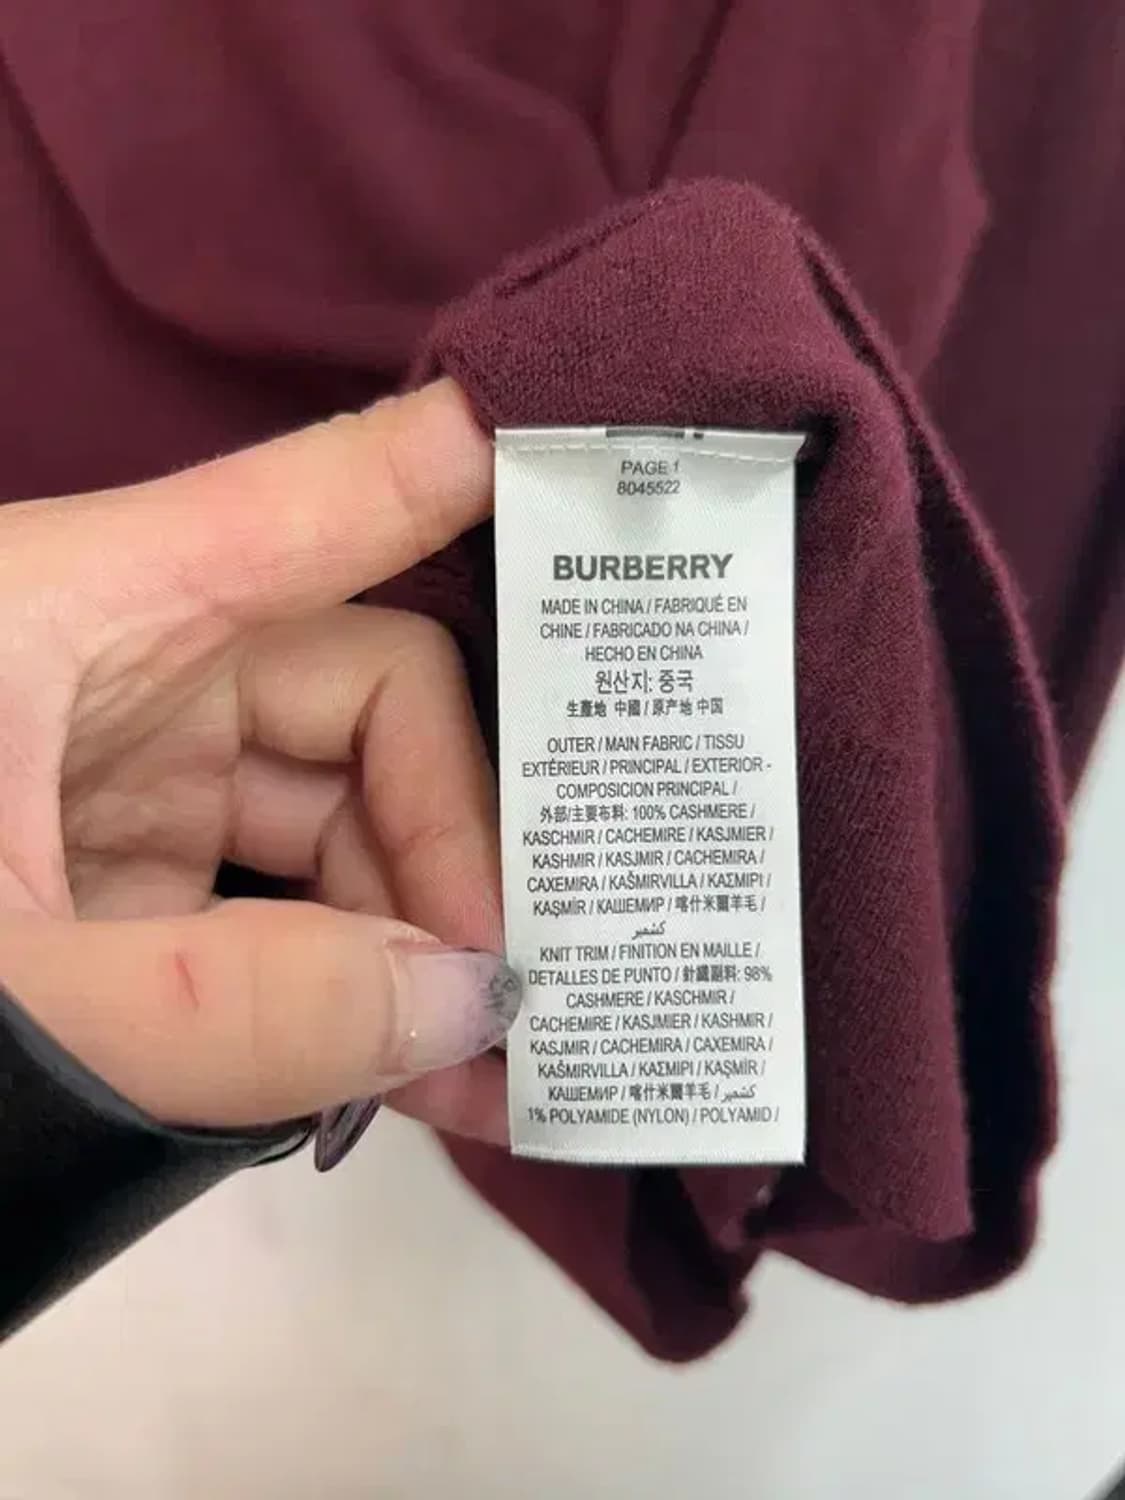 PAGE 1
8045522
BURBERRY
MADE IN CHINA / FABRIQUÉ EN
CHINE / FABRICADO NA CHINA /
HECHO EN CHINA
원산지: 중국
生產地 中國 / 原产地 中国
OUTER / MAIN FABRIC / TISSU
EXTÉRIEUR / PRINCIPAL / EXTERIOR -
COMPOSICION PRINCIPAL /
外部/主要布料: 100% CASHMERE /
KASCHMIR / CACHEMIRE / KASJMIER /
KASHMIR / KASJMIR / CACHEMIRA /
CAXEMIRA / KAŠMIRVILLA / ΚΑΣΜΙΡΙ /
KAŞMİR / КАШЕМИР / 喀什米爾羊毛 /
كشمير
KNIT TRIM / FINITION EN MAILLE /
DETALLES DE PUNTO / 針織副料: 98%
CASHMERE / KASCHMIR /
CACHEMIRE / KASJMIER / KASHMIR /
KASJMIR / CACHEMIRA / CAXEMIRA /
KAŠMIRVILLA / ΚΑΣΜΙΡΙ / KAŞMİR /
КАШЕМИР / 喀什米爾羊毛 / كشمير
1% POLYAMIDE (NYLON) / POLYAMID /